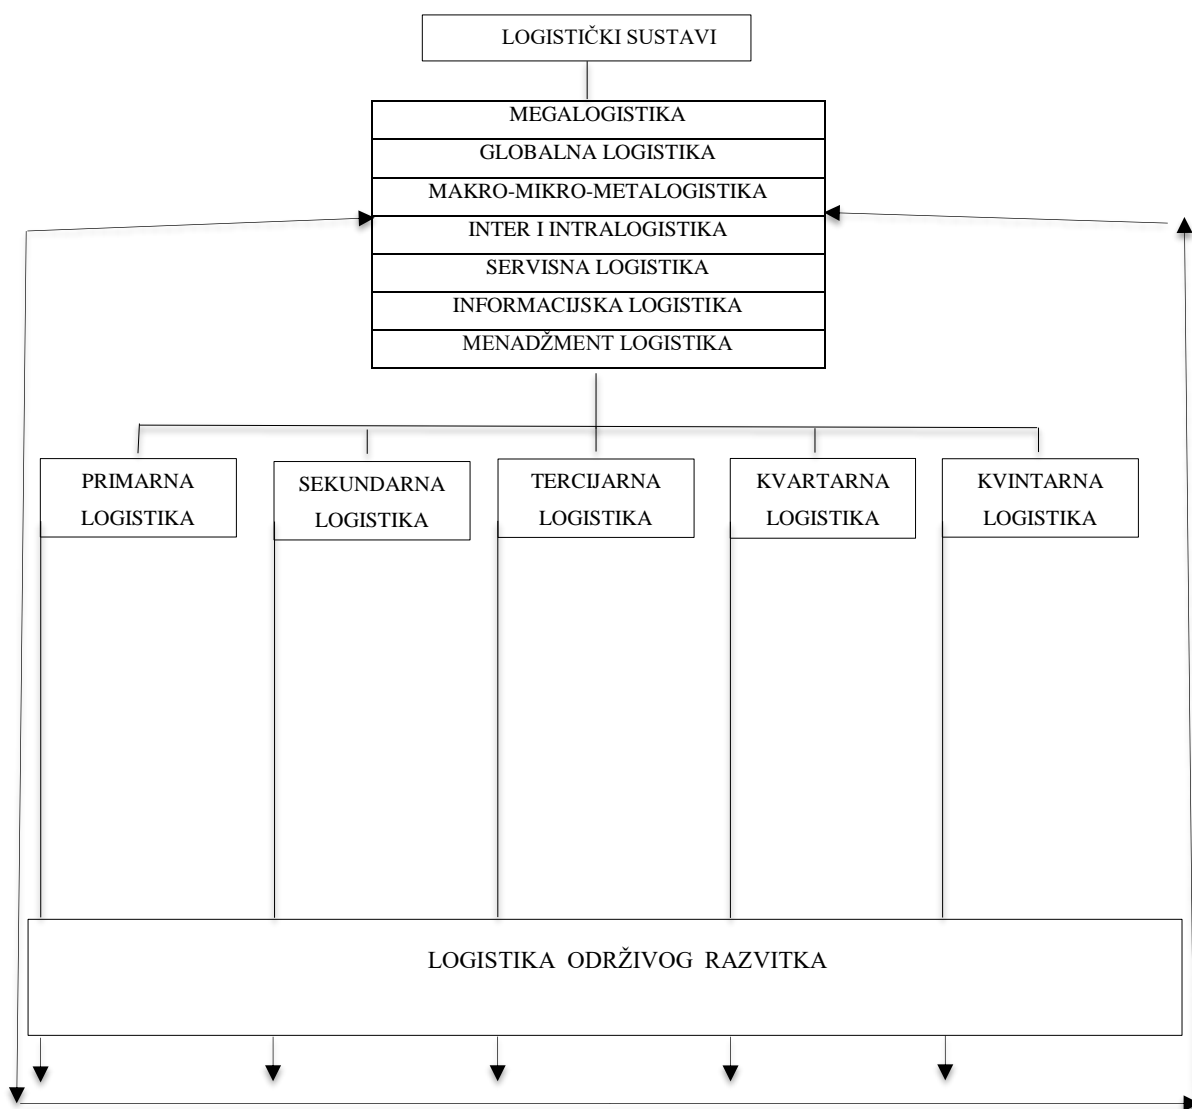 LOGISTIČKI SUSTAVI
MEGALOGISTIKA
GLOBALNA LOGISTIKA
MAKRO-MIKRO-METALOGISTIKA
INTER I INTRALOGISTIKA
SERVISNA LOGISTIKA
INFORMACIJSKA LOGISTIKA
MENADŽMENT LOGISTIKA
PRIMARNA
LOGISTIKA
SEKUNDARNA
LOGISTIKA
TERCIJARNA
LOGISTIKA
KVARTARNA
LOGISTIKA
KVINTARNA
LOGISTIKA
LOGISTIKA ODRŽIVOG RAZVITKA